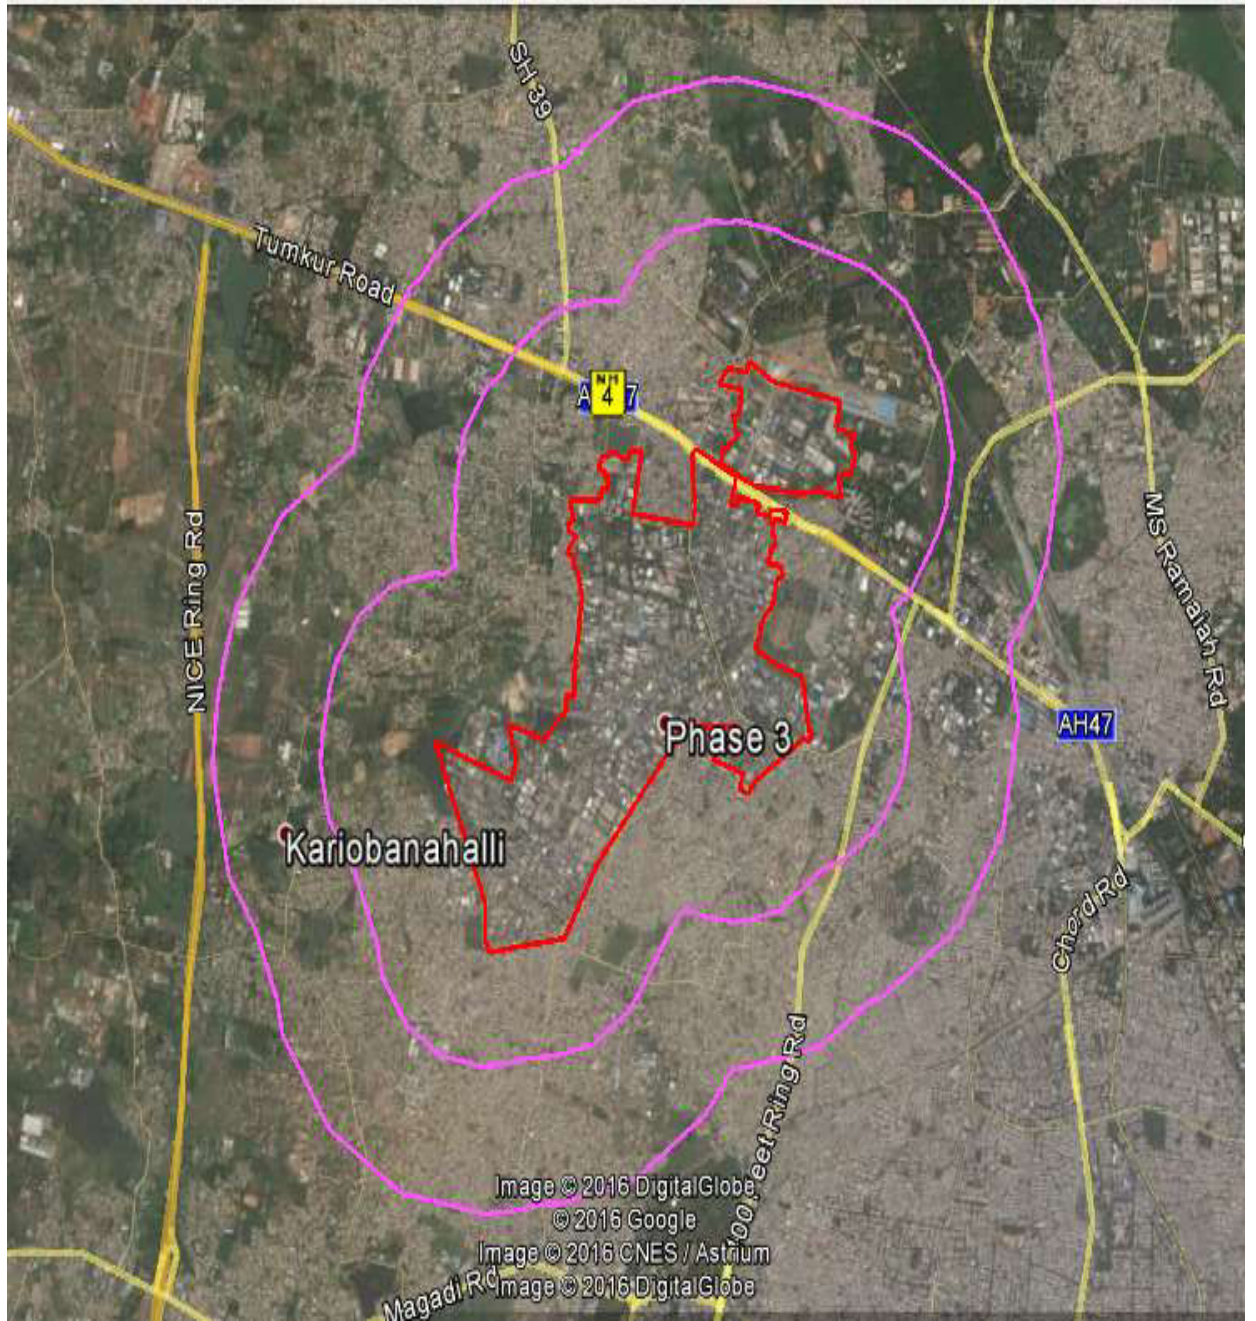 SH 39
Tumkur Road
NH
4
A 7
NICE Ring Rd
MS Ramaiah Rd
Phase 3
AH47
Kariobanahalli
Chord Rd
00 Feet Ring Rd
Image © 2016 DigitalGlobe
© 2016 Google
Image © 2016 CNES / Astrium
Image © 2016 DigitalGlobe
Magadi Rd